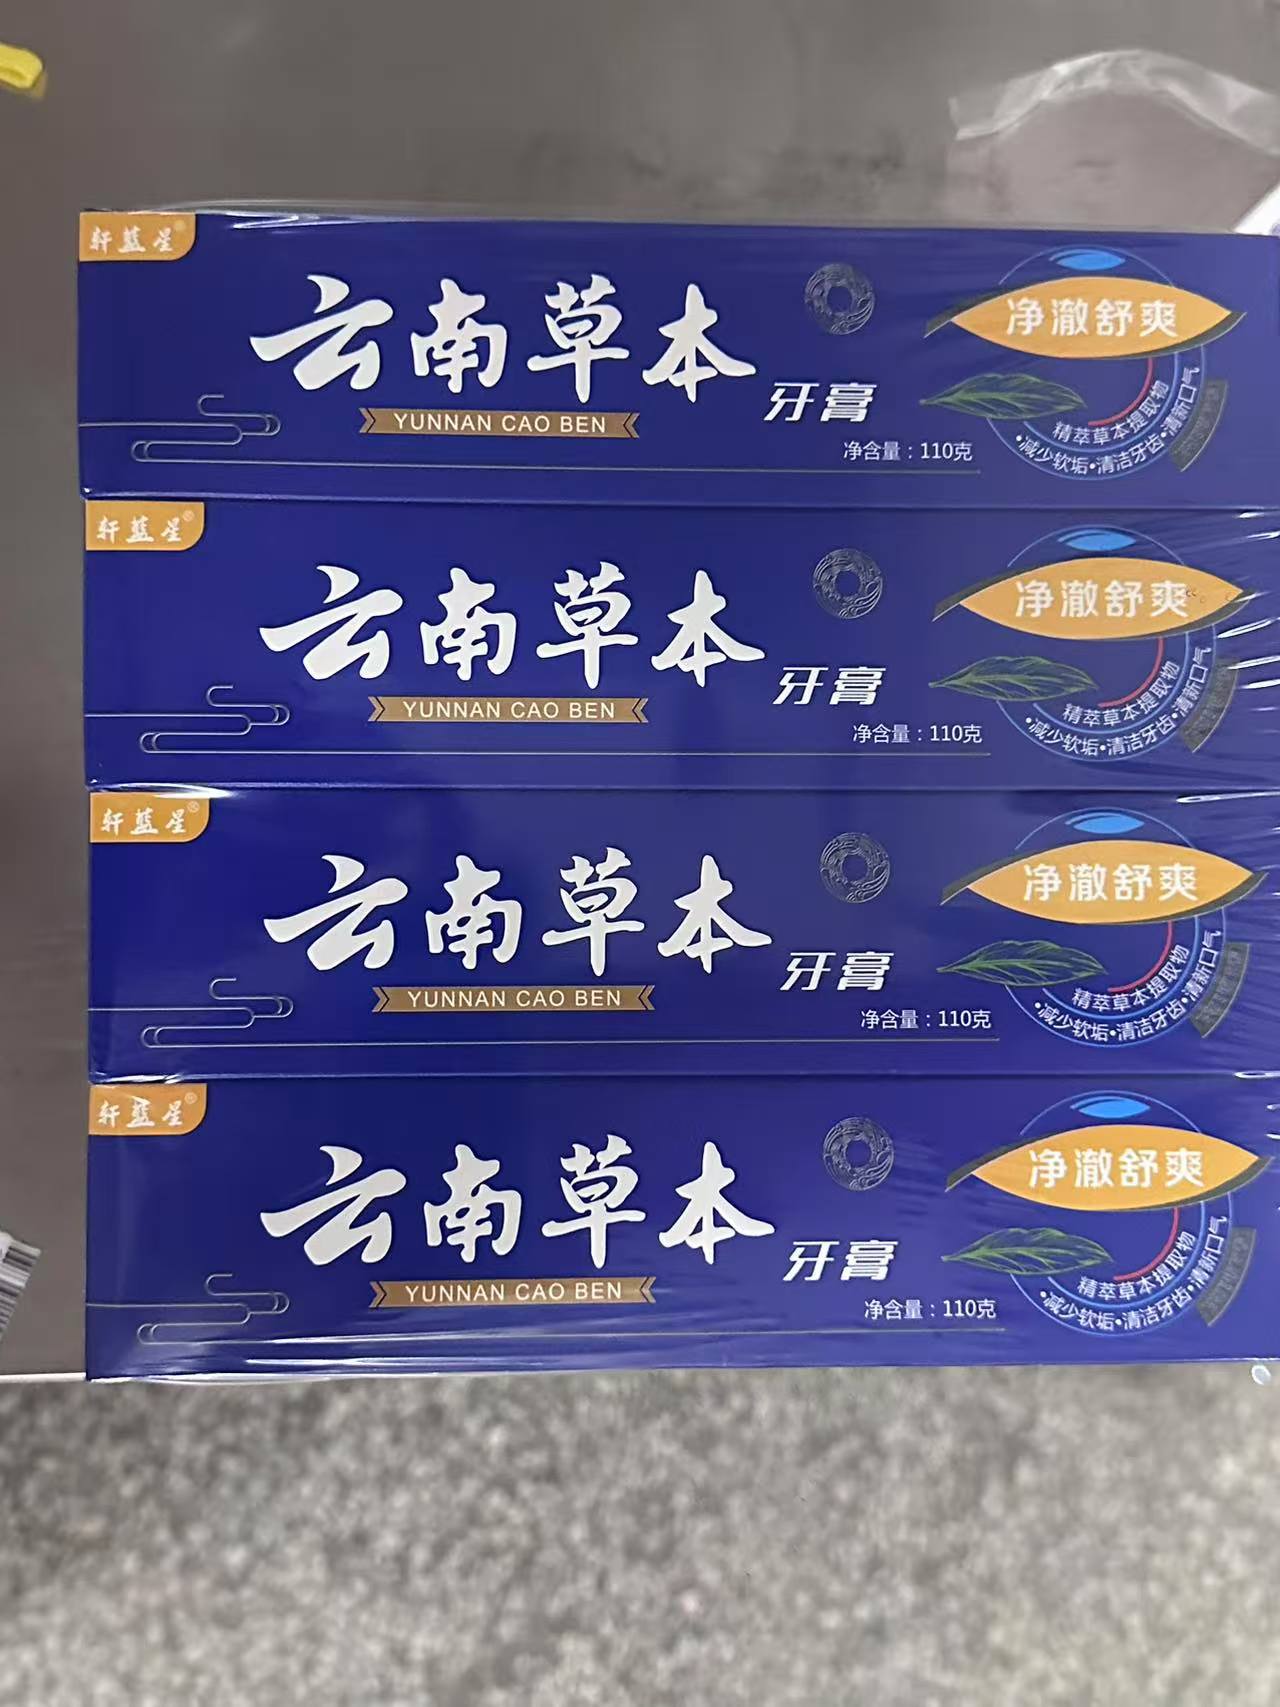 轩蓝星®
云南草本
牙膏
YUNNAN CAO BEN
净含量：110克
净澈舒爽
精萃草本提取物
•减少软垢•清洁牙齿•清新口气
轩蓝星®
云南草本
牙膏
YUNNAN CAO BEN
净含量：110克
净澈舒爽
精萃草本提取物
•减少软垢•清洁牙齿•清新口气
轩蓝星®
云南草本
牙膏
YUNNAN CAO BEN
净含量：110克
净澈舒爽
精萃草本提取物
•减少软垢•清洁牙齿•清新口气
轩蓝星®
云南草本
牙膏
YUNNAN CAO BEN
净含量：110克
净澈舒爽
精萃草本提取物
•减少软垢•清洁牙齿•清新口气